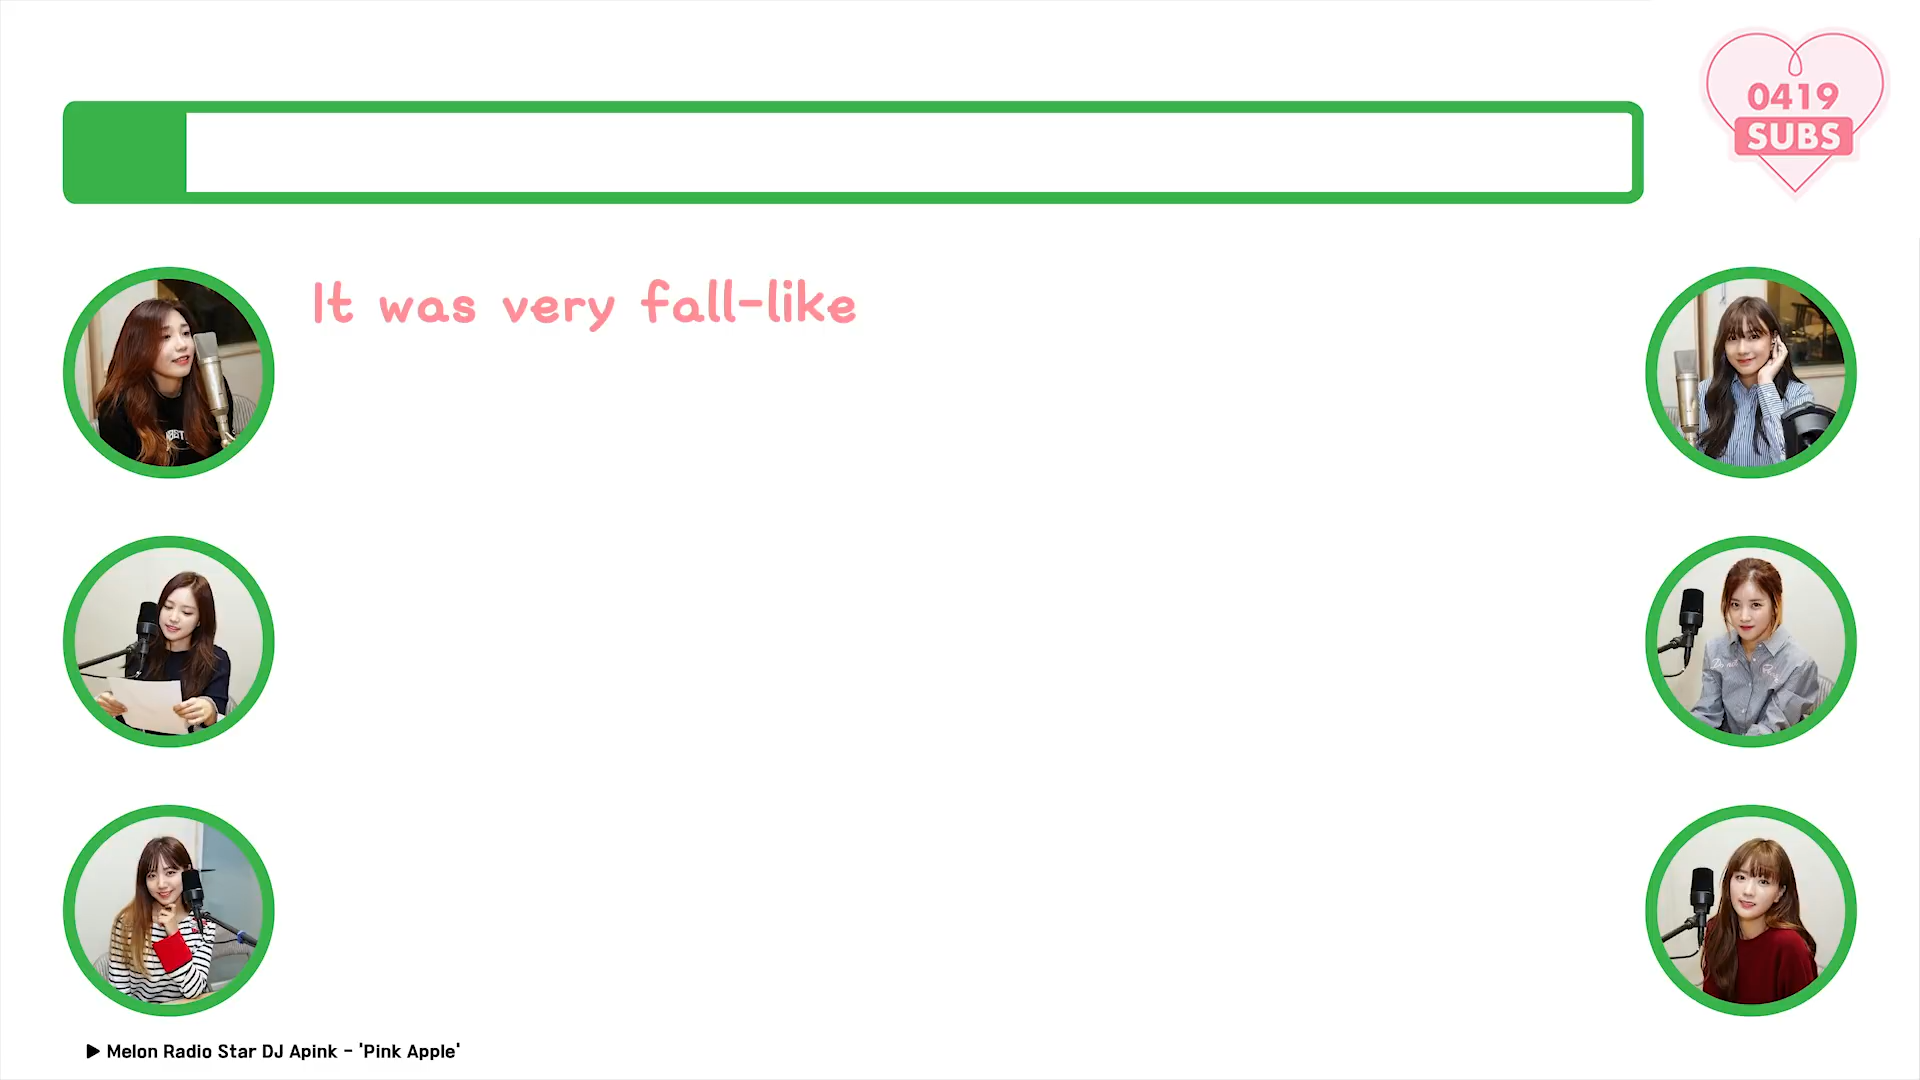 0419
SUBS
It was very fall-like
▶ Melon Radio Star DJ Apink - 'Pink Apple'